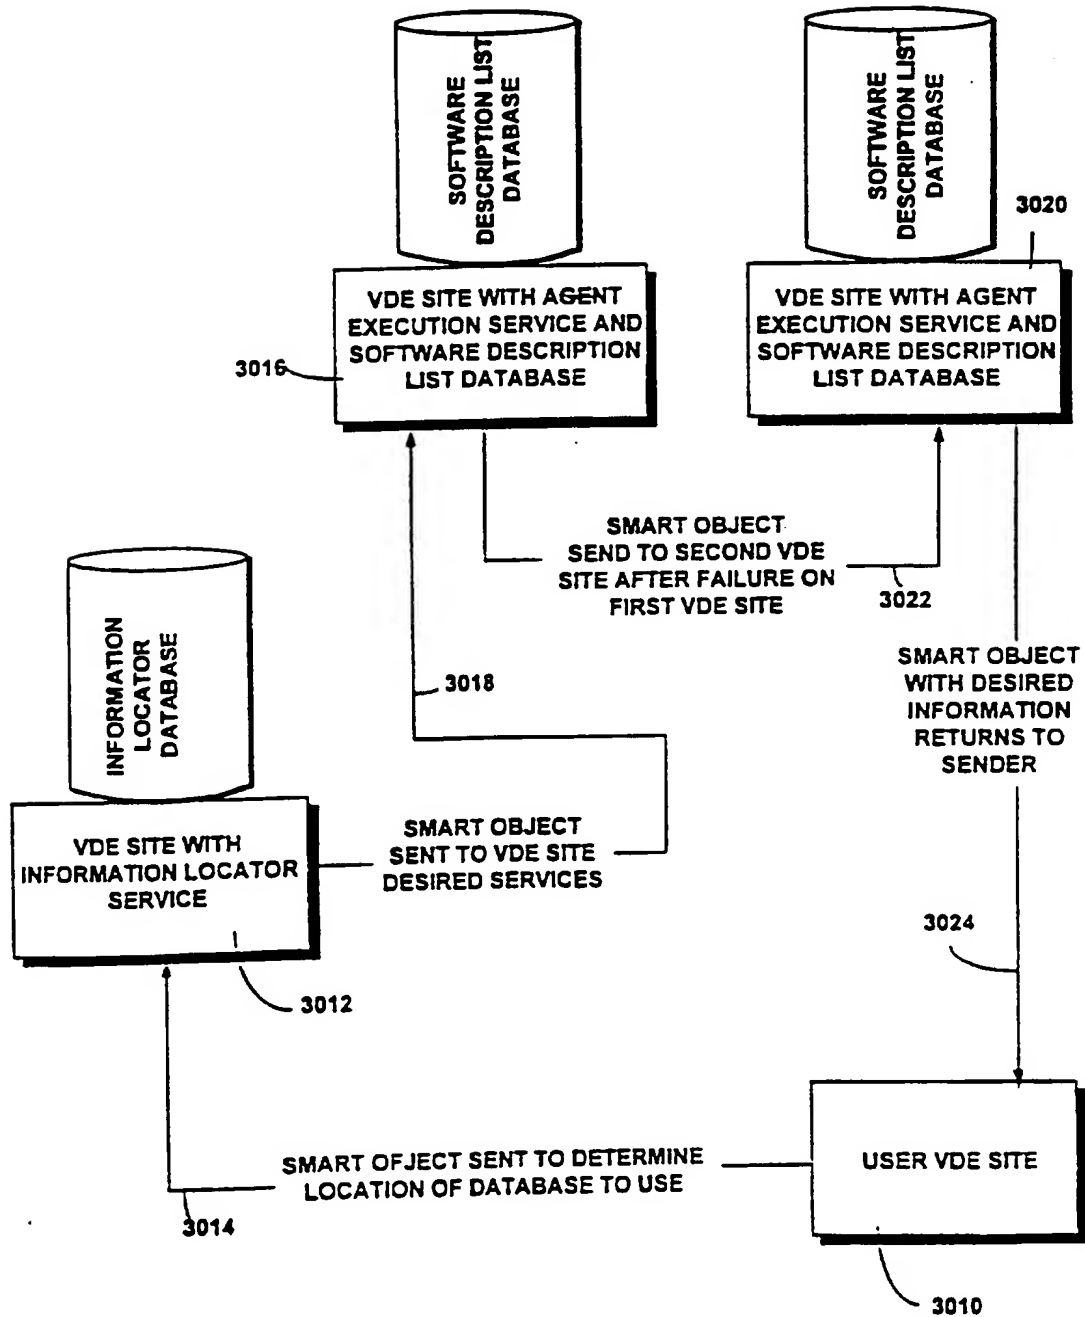 SOFTWARE
DESCRIPTION LIST
DATABASE
SOFTWARE
DESCRIPTION LIST
DATABASE
3020
VDE SITE WITH AGENT
EXECUTION SERVICE AND
SOFTWARE DESCRIPTION
LIST DATABASE
VDE SITE WITH AGENT
EXECUTION SERVICE AND
SOFTWARE DESCRIPTION
LIST DATABASE
3016
SMART OBJECT
SEND TO SECOND VDE
SITE AFTER FAILURE ON
FIRST VDE SITE
3022
INFORMATION
LOCATOR
DATABASE
3018
SMART OBJECT
WITH DESIRED
INFORMATION
RETURNS TO
SENDER
VDE SITE WITH
INFORMATION LOCATOR
SERVICE
SMART OBJECT
SENT TO VDE SITE
DESIRED SERVICES
3024
3012
SMART OFJECT SENT TO DETERMINE
LOCATION OF DATABASE TO USE
USER VDE SITE
3014
3010